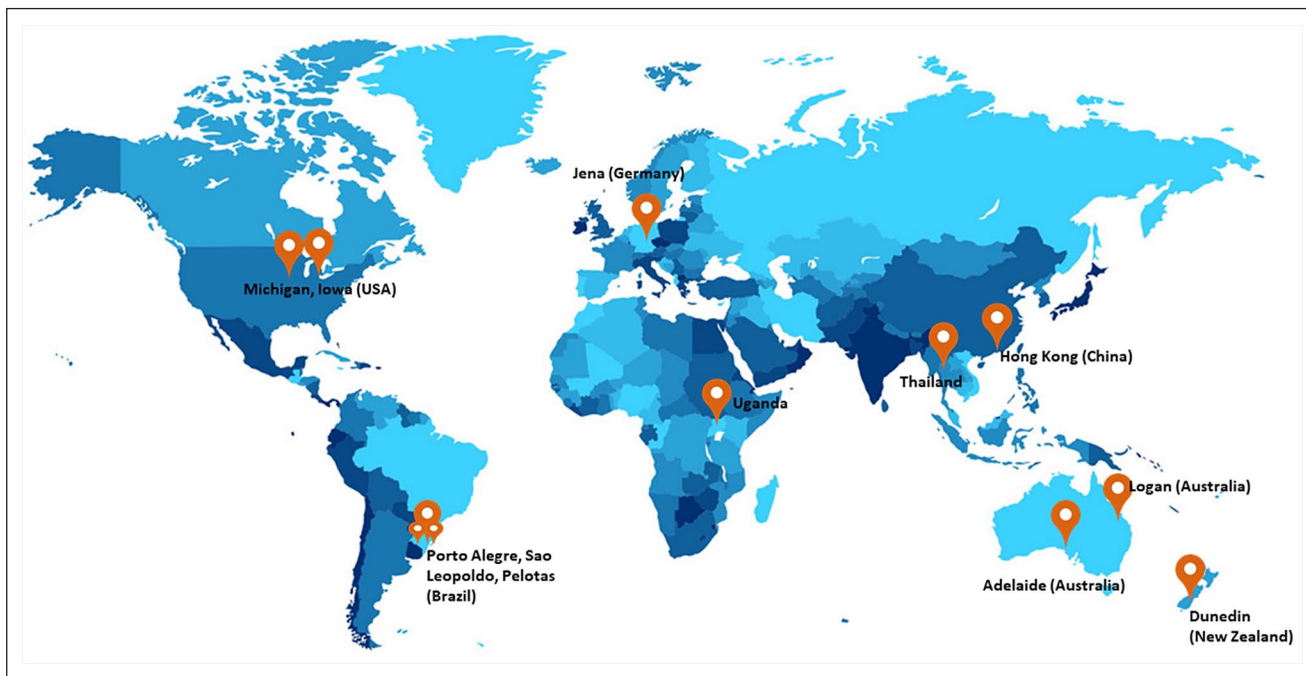 Jena (Germany)
Michigan, Iowa (USA)
Hong Kong (China)
Thailand
Uganda
Logan (Australia)
Porto Alegre, Sao
Leopoldo, Pelotas
(Brazil)
Adelaide (Australia)
Dunedin
(New Zealand)